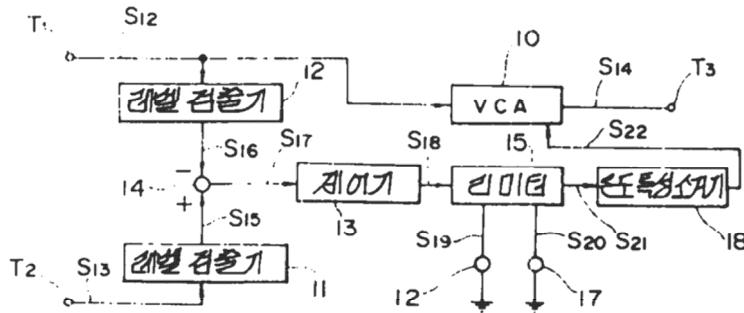 T₁ S₁₂
10
12
레벨 검출기
VCA
S₁₄
T₃
S₁₆
S₁₇
S₁₈
15
S₂₂
14
−
+
제어기
13
리미터
S₂₁
18
S₁₅
S₁₉
S₂₀
T₂
S₁₃
레벨 검출기
11
12
17